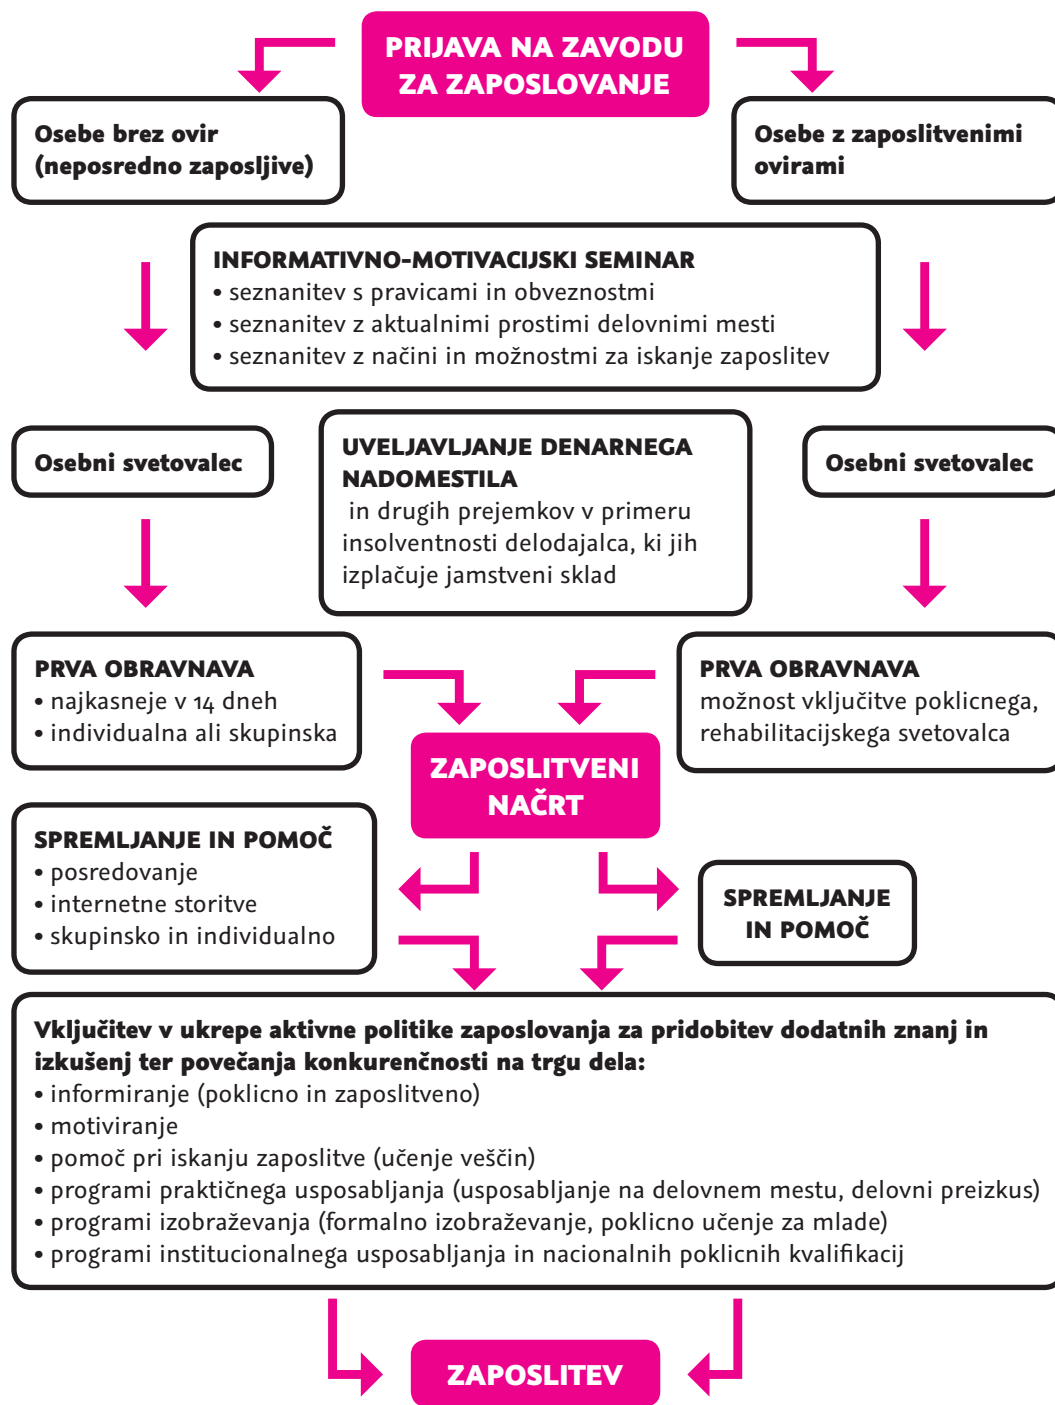 PRIJAVA NA ZAVODU
ZA ZAPOSLOVANJE
Osebe brez ovir
(neposredno zaposljive)
Osebe z zaposlitvenimi
ovirami
INFORMATIVNO-MOTIVACIJSKI SEMINAR
• seznanitev s pravicami in obveznostmi
• seznanitev z aktualnimi prostimi delovnimi mesti
• seznanitev z načini in možnostmi za iskanje zaposlitev
Osebni svetovalec
UVELJAVLJANJE DENARNEGA
NADOMESTILA
in drugih prejemkov v primeru
insolventnosti delodajalca, ki jih
izplačuje jamstveni sklad
Osebni svetovalec
PRVA OBRAVNAVA
• najkasneje v 14 dneh
• individualna ali skupinska
PRVA OBRAVNAVA
možnost vključitve poklicnega,
rehabilitacijskega svetovalca
ZAPOSLITVENI
NAČRT
SPREMLJANJE IN POMOČ
• posredovanje
• internetne storitve
• skupinsko in individualno
SPREMLJANJE
IN POMOČ
Vključitev v ukrepe aktivne politike zaposlovanja za pridobitev dodatnih znanj in
izkušenj ter povečanja konkurenčnosti na trgu dela:
• informiranje (poklicno in zaposlitveno)
• motiviranje
• pomoč pri iskanju zaposlitve (učenje veščin)
• programi praktičnega usposabljanja (usposabljanje na delovnem mestu, delovni preizkus)
• programi izobraževanja (formalno izobraževanje, poklicno učenje za mlade)
• programi institucionalnega usposabljanja in nacionalnih poklicnih kvalifikacij
ZAPOSLITEV